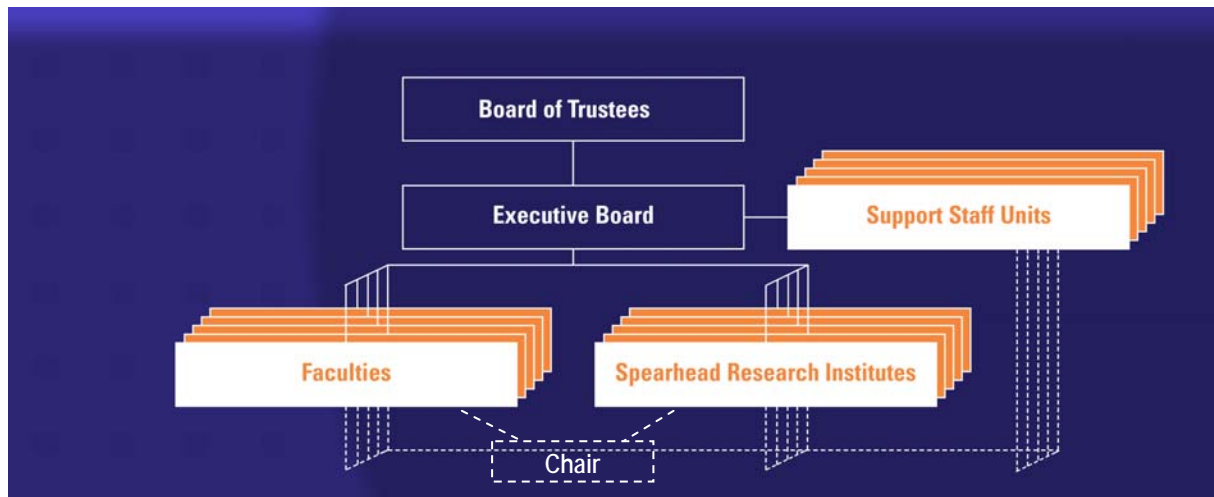 Board of Trustees
Executive Board
Support Staff Units
Faculties
Spearhead Research Institutes
Chair